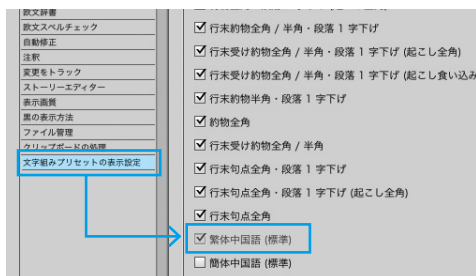 欧文辞書
欧文スペルチェック
自動修正
注釈
変更をトラック
ストーリーエディター
表示画質
黒の表示方法
ファイル管理
クリップボードの処理
文字組みプリセットの表示設定
行末約物全角 / 半角・段落 1 字下げ
行末受け約物全角・段落 1 字下げ (起こし全角)
行末受け約物全角 / 半角・段落 1 字下げ (起こし食い込み
行末約物半角・段落 1 字下げ
約物全角
行末受け約物全角 / 半角
行末句点全角・段落 1 字下げ
行末句点全角・段落 1 字下げ (起こし全角)
行末句点全角
繁体中国語 (標準)
簡体中国語 (標準)